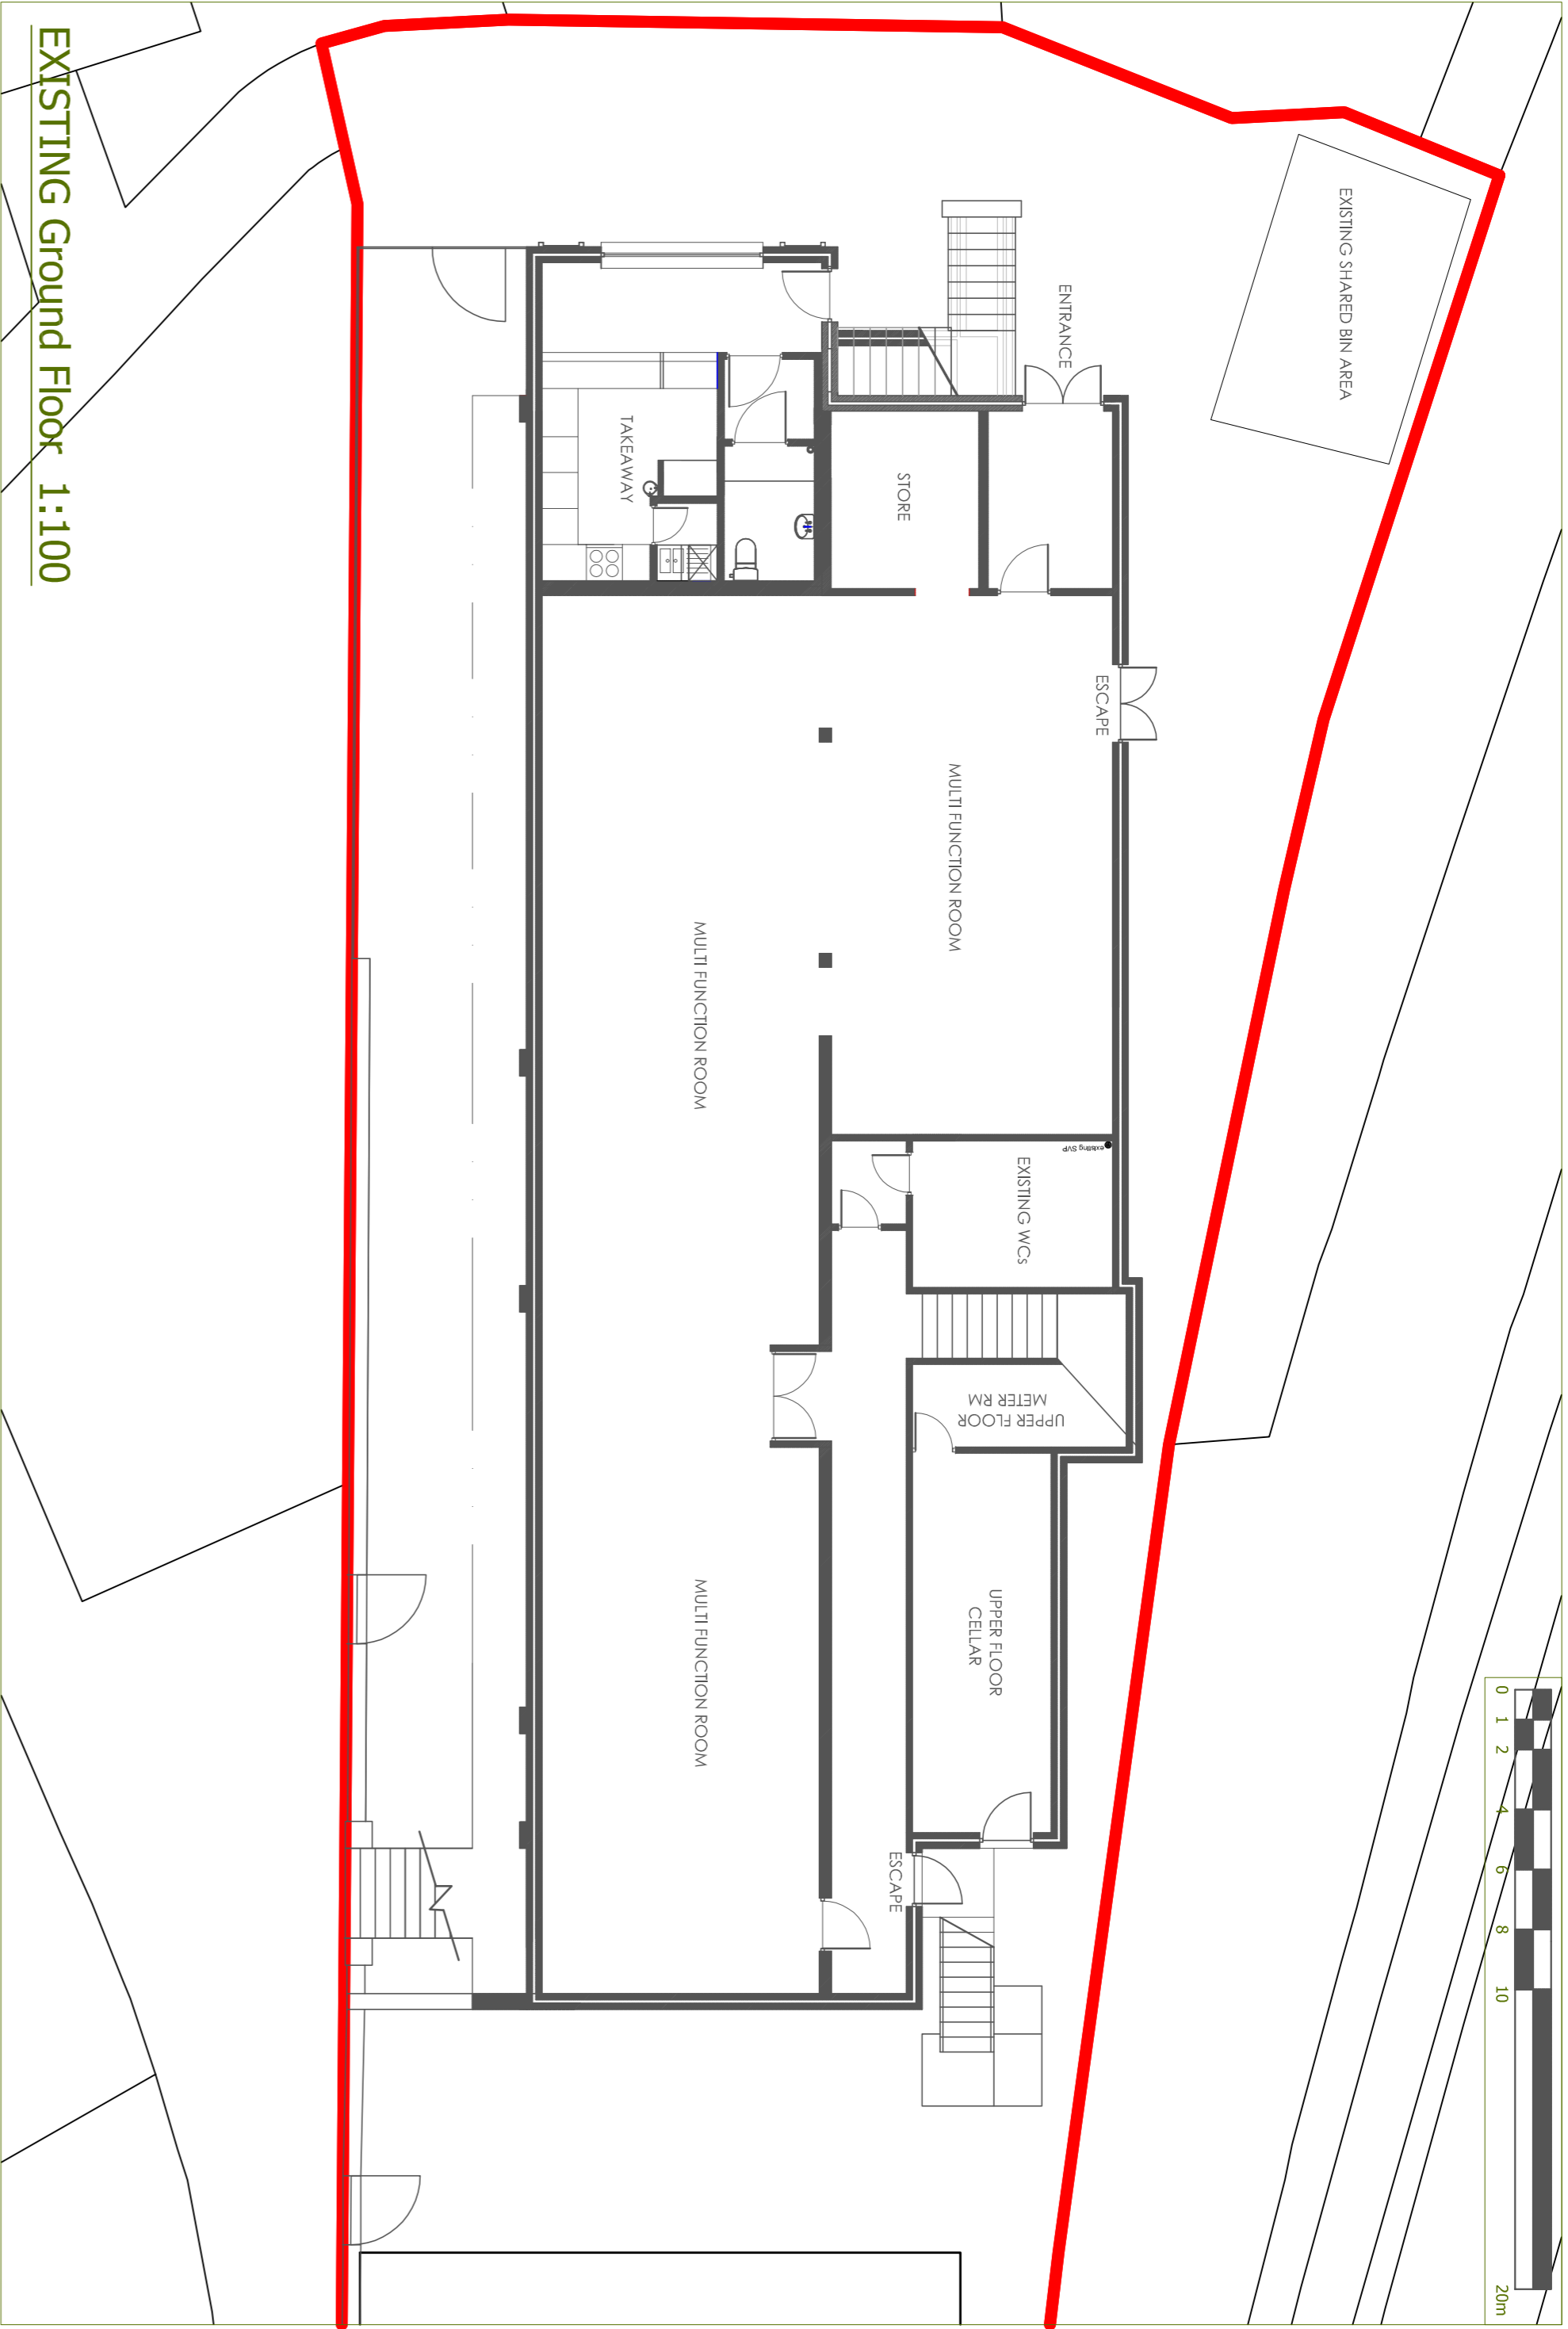 EXISTING SHARED BIN AREA
ENTRANCE
STORE
TAKEAWAY
ESCAPE
MULTI FUNCTION ROOM
MULTI FUNCTION ROOM
existing SVP
EXISTING WCs
UPPER FLOOR
METER RM
MULTI FUNCTION ROOM
UPPER FLOOR
CELLAR
ESCAPE
0 1 2 4 6 8 10 20m
EXISTING Ground Floor 1:100